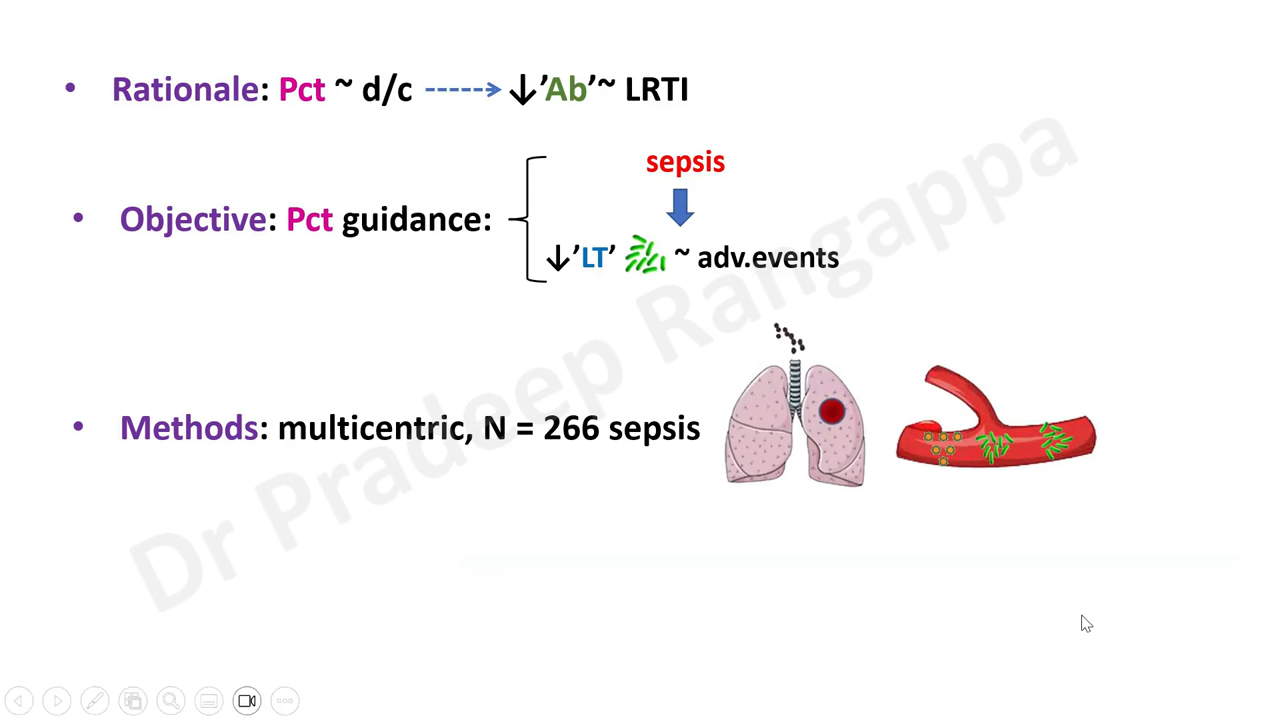 • Rationale: Pct ~ d/c ↓’Ab’~ LRTI
sepsis
• Objective: Pct guidance:
↓’LT’ ~ adv.events
• Methods: multicentric, N = 266 sepsis
Dr Pradeep Rangappa